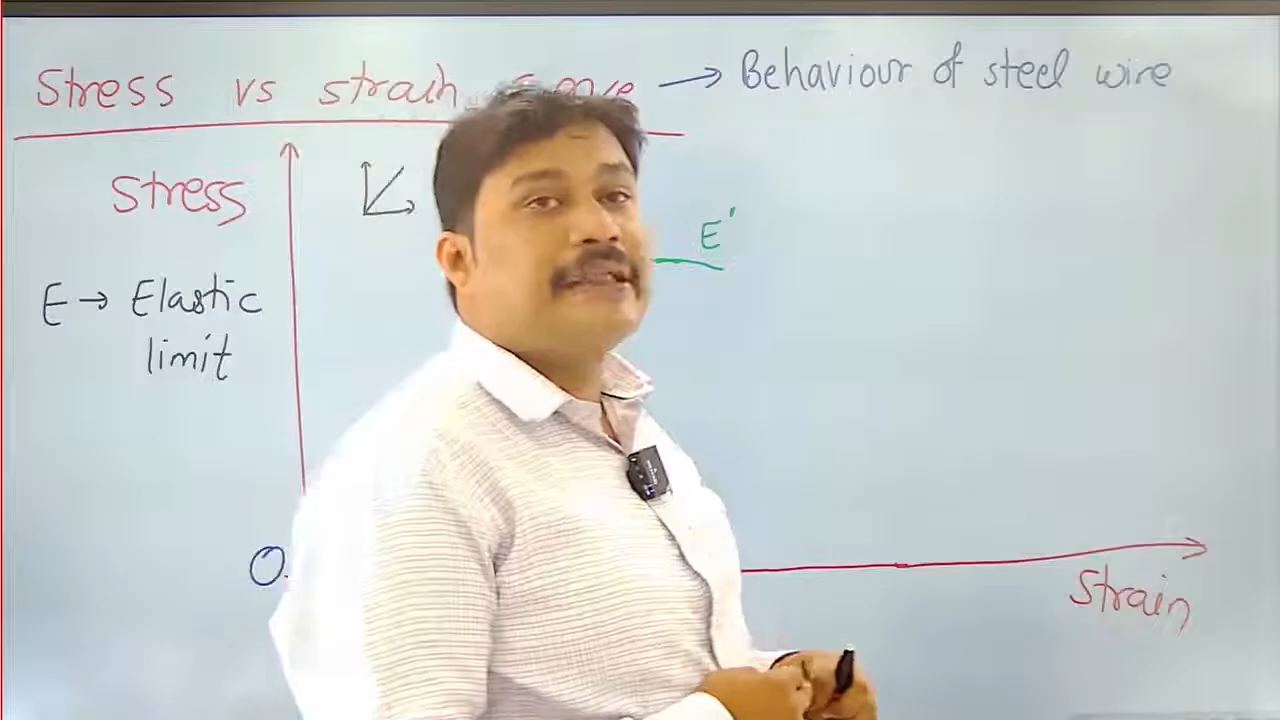 Stress vs strain → Behaviour of steel wire
Stress
E'
E → Elastic
limit
O
Strain